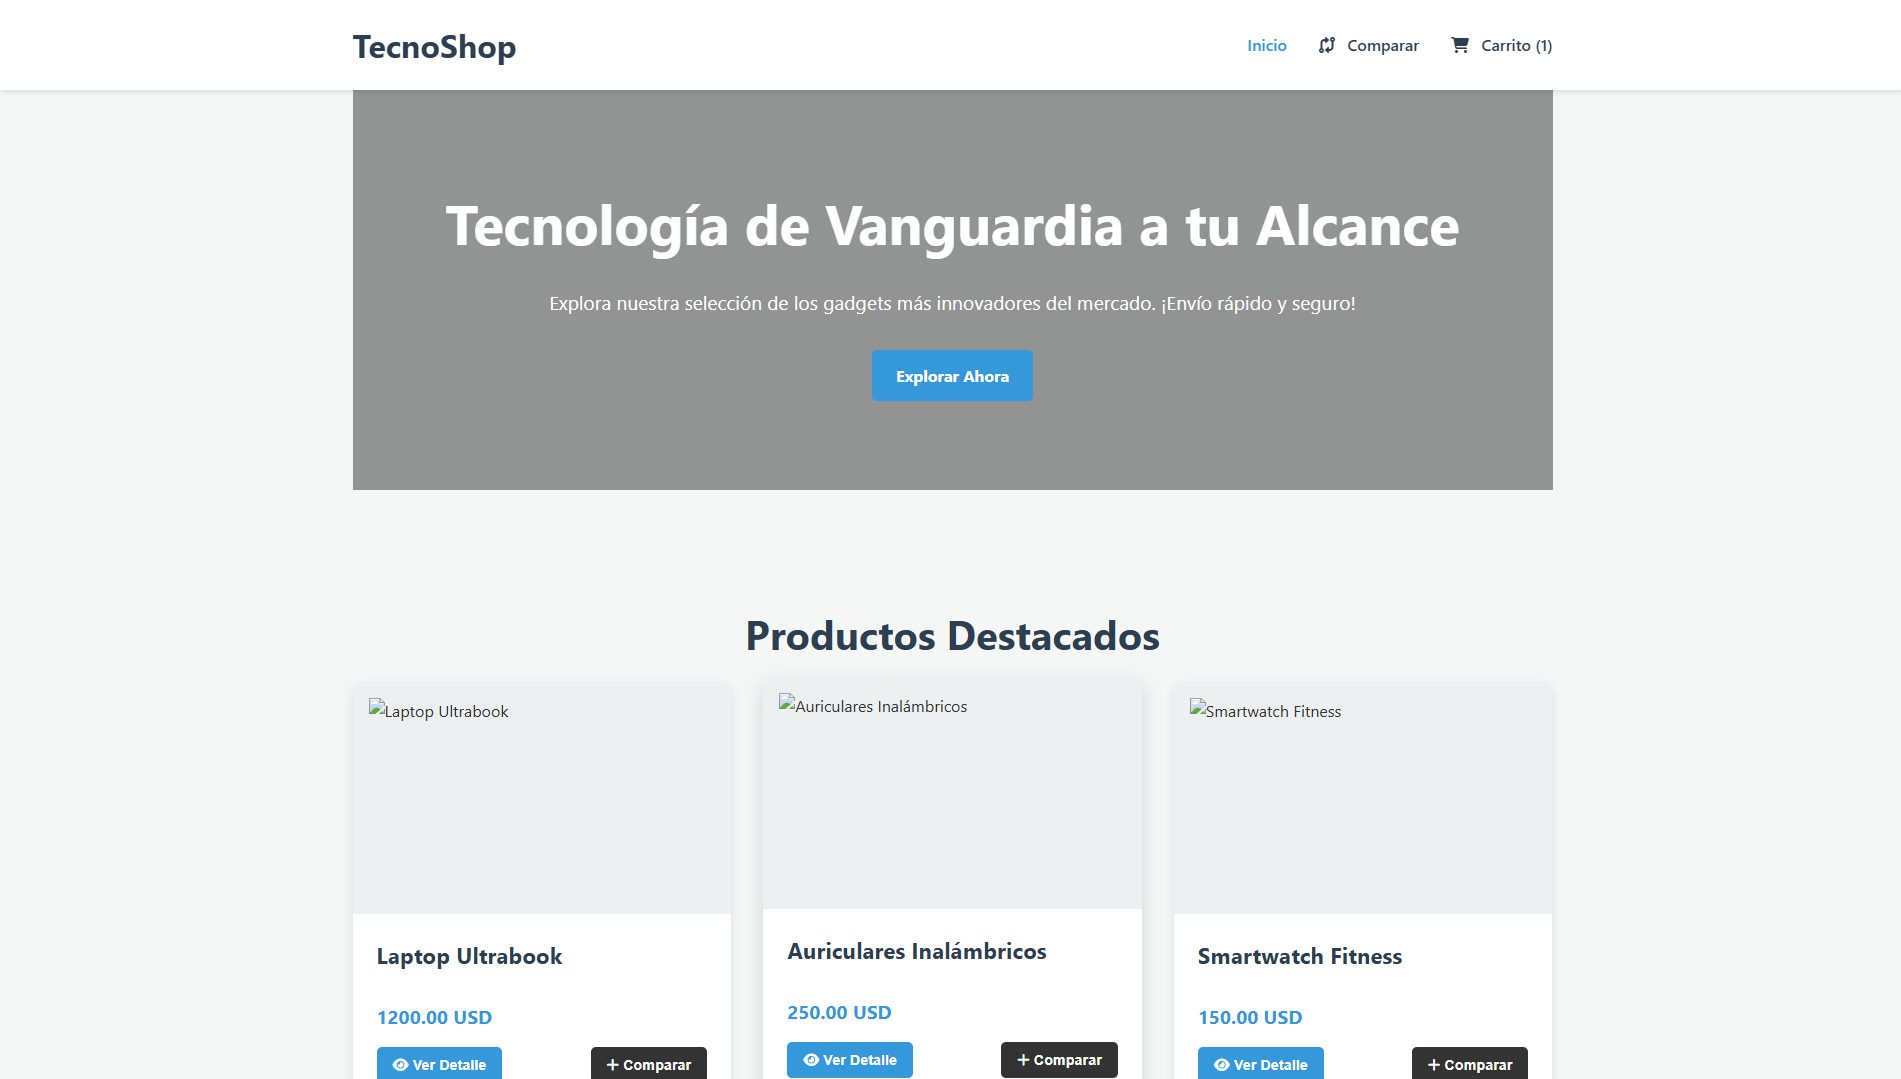 TecnoShop
Inicio
Comparar
Carrito (1)
Tecnología de Vanguardia a tu Alcance
Explora nuestra selección de los gadgets más innovadores del mercado. ¡Envío rápido y seguro!
Explorar Ahora
Productos Destacados
Laptop Ultrabook
Auriculares Inalámbricos
Smartwatch Fitness
Laptop Ultrabook
Auriculares Inalámbricos
Smartwatch Fitness
1200.00 USD
250.00 USD
150.00 USD
Ver Detalle
+ Comparar
Ver Detalle
+ Comparar
Ver Detalle
+ Comparar